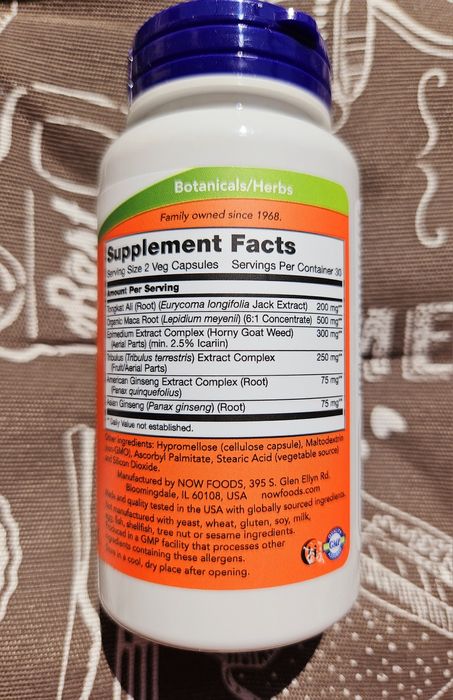 Botanicals/Herbs
Family owned since 1968.
Supplement Facts
Serving Size 2 Veg Capsules Servings Per Container 30
Amount Per Serving
Tongkat Ali (Root) (Eurycoma longifolia Jack Extract) 200 mg**
Organic Maca Root (Lepidium meyenii) (6:1 Concentrate) 500 mg**
Epimedium Extract Complex (Horny Goat Weed) 300 mg**
(Aerial Parts) (min. 2.5% Icariin)
Tribulus (Tribulus terrestris) Extract Complex 250 mg**
(Fruit/Aerial Parts)
American Ginseng Extract Complex (Root) 75 mg**
(Panax quinquefolius)
Asian Ginseng (Panax ginseng) (Root) 75 mg**
** Daily Value not established.
Other ingredients: Hypromellose (cellulose capsule), Maltodextrin
(non-GMO), Ascorbyl Palmitate, Stearic Acid (vegetable source)
and Silicon Dioxide.
Manufactured by NOW FOODS, 395 S. Glen Ellyn Rd.
Bloomingdale, IL 60108, USA nowfoods.com
Made and quality tested in the USA with globally sourced ingredients.
Not manufactured with yeast, wheat, gluten, soy, milk,
egg, fish, shellfish, tree nut or sesame ingredients.
Produced in a GMP facility that processes other
ingredients containing these allergens.
Store in a cool, dry place after opening.
GMP